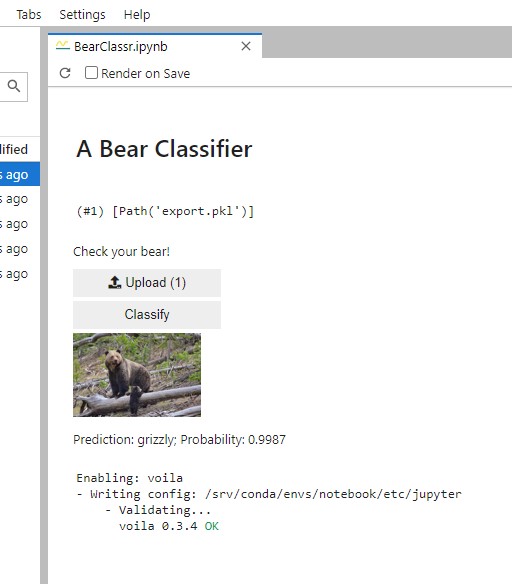 Tabs Settings Help
BearClassr.ipynb
Render on Save
ified
s ago
s ago
s ago
s ago
s ago
A Bear Classifier
(#1) [Path('export.pkl')]
Check your bear!
Upload (1)
Classify
Prediction: grizzly; Probability: 0.9987
Enabling: voila
- Writing config: /srv/conda/envs/notebook/etc/jupyter
- Validating...
voila 0.3.4 OK